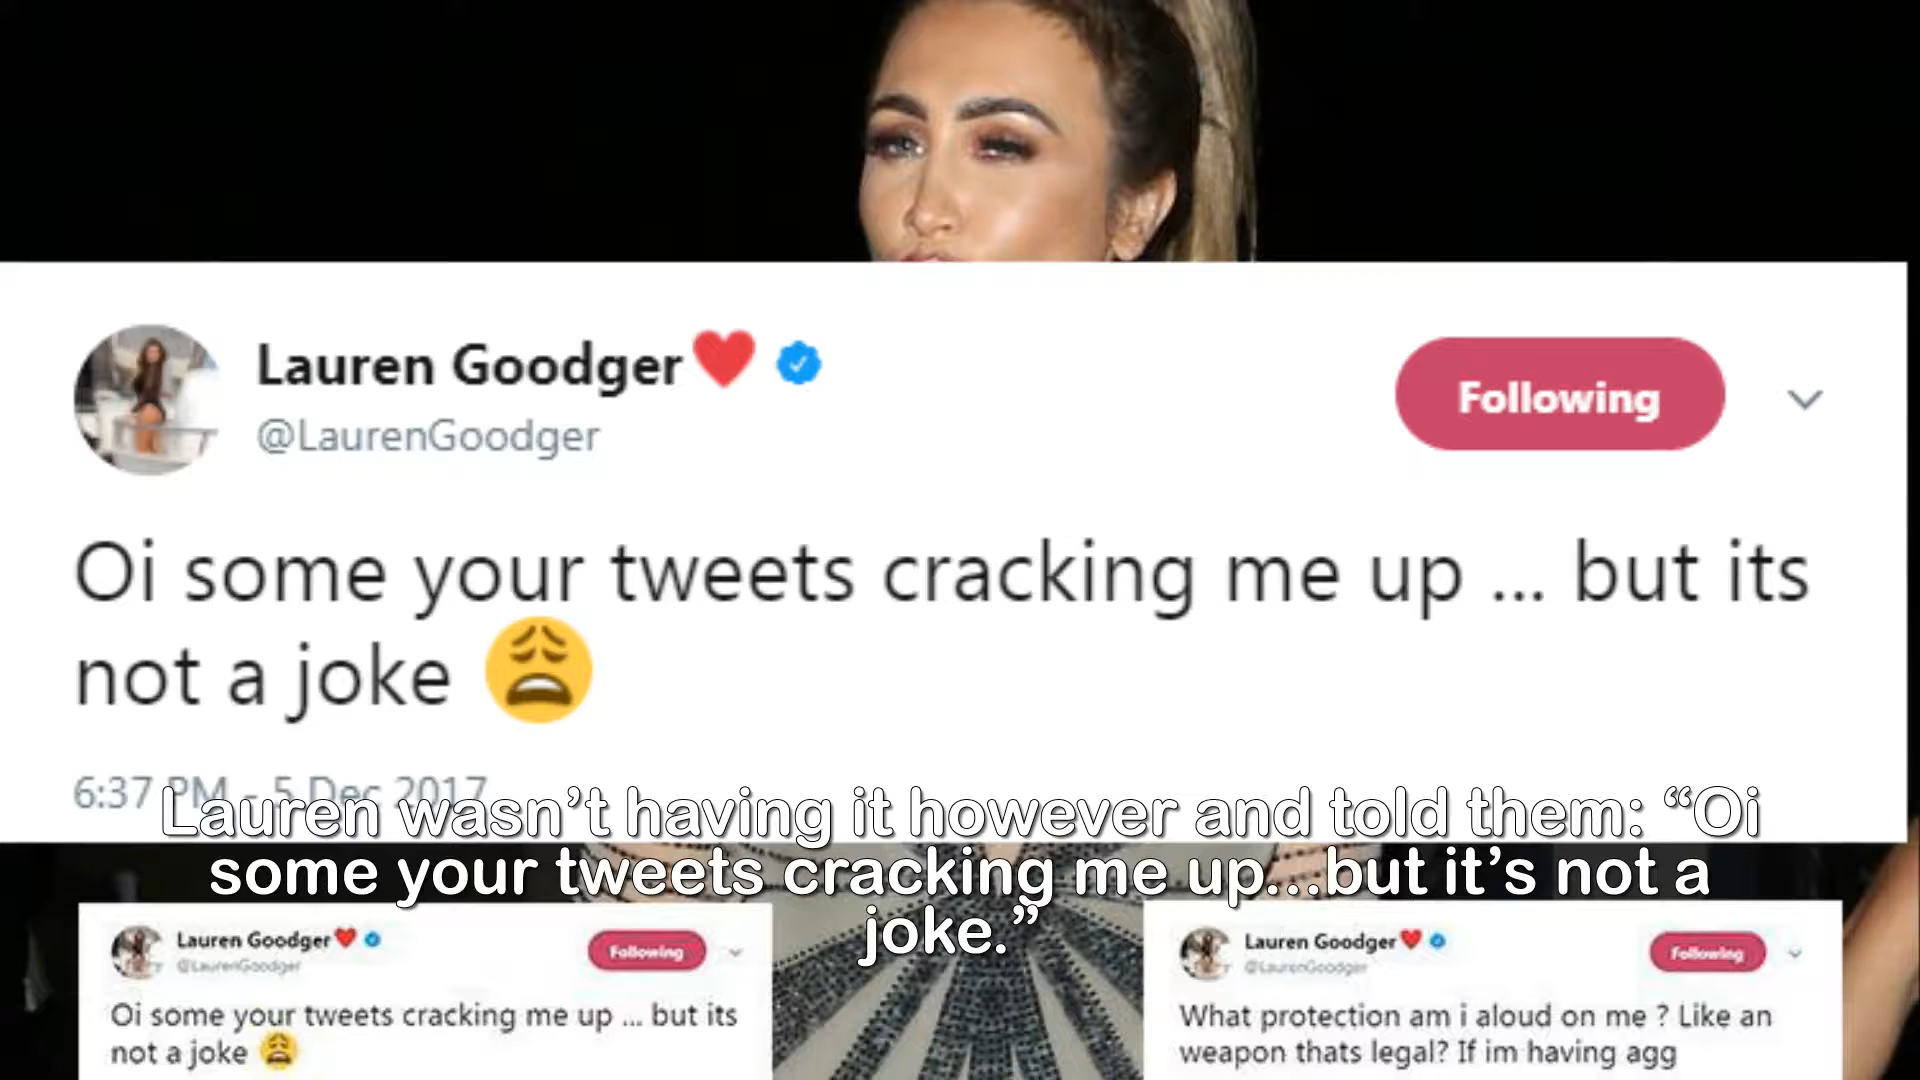 Lauren Goodger❤️
@LaurenGoodger
Following
Oi some your tweets cracking me up ... but its
not a joke 😩
6:37 PM - 5 Dec 2017
Lauren wasn’t having it however and told them: “Oi
some your tweets cracking me up...but it’s not a
joke.”
Lauren Goodger❤️
@LaurenGoodger
Following
Oi some your tweets cracking me up ... but its
not a joke 😩
Lauren Goodger❤️
@LaurenGoodger
Following
What protection am i aloud on me ? Like an
weapon thats legal? If im having agg